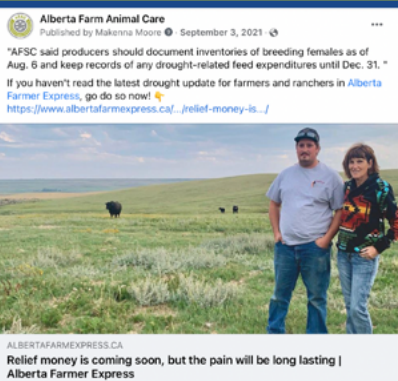 Alberta Farm Animal Care
Published by Makenna Moore · September 3, 2021 ·
"AFSC said producers should document inventories of breeding females as of
Aug. 6 and keep records of any drought-related feed expenditures until Dec. 31. "
If you haven"t read the latest drought update for farmers and ranchers in Alberta
Farmer Express, go do so now! 👇
https://www.albertafarmexpress.ca/.../relief-money-is.../
ALBERTAFARMEXPRESS.CA
Relief money is coming soon, but the pain will be long lasting |
Alberta Farmer Express